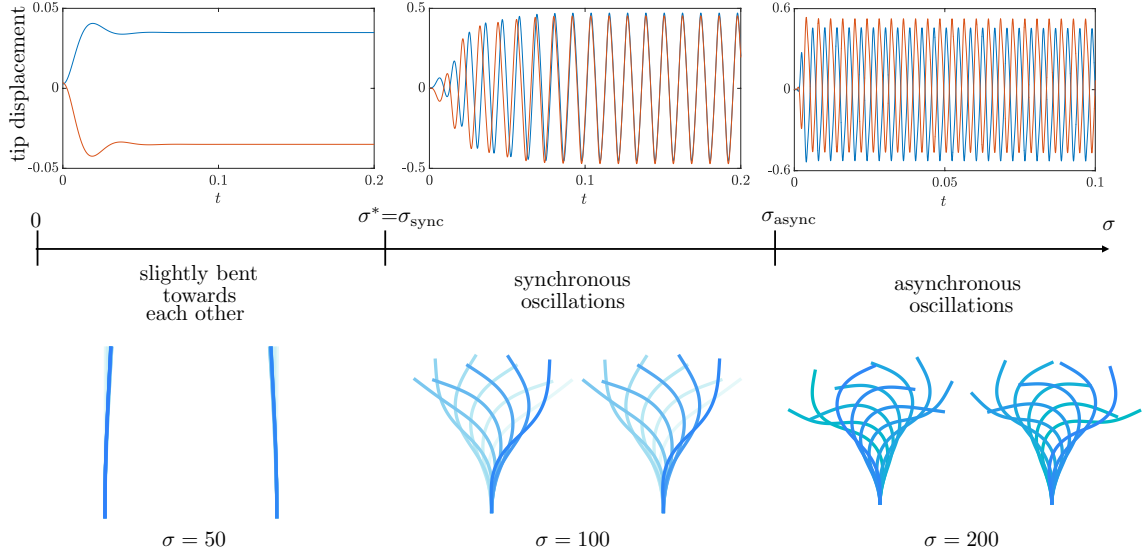 tip displacement
0.05
0
-0.05
0
0.1
0.2
t
0.5
0
-0.5
0
0.1
0.2
t
0.6
0
-0.6
0
0.05
0.1
t
0
σ*=σsync
σasync
σ
slightly bent
towards
each other
synchronous
oscillations
asynchronous
oscillations
σ = 50
σ = 100
σ = 200